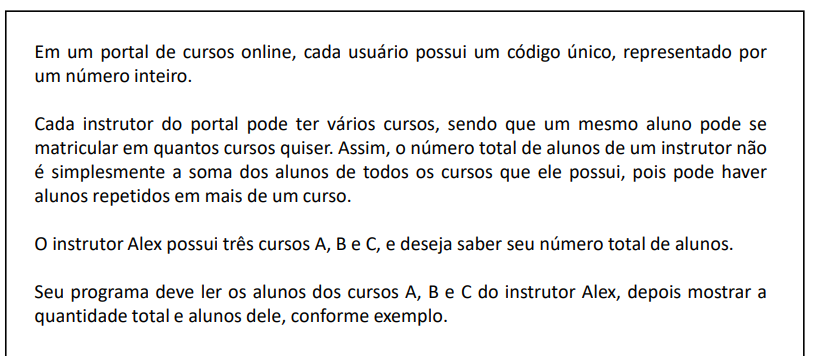 Em um portal de cursos online, cada usuário possui um código único, representado por
um número inteiro.
Cada instrutor do portal pode ter vários cursos, sendo que um mesmo aluno pode se
matricular em quantos cursos quiser. Assim, o número total de alunos de um instrutor não
é simplesmente a soma dos alunos de todos os cursos que ele possui, pois pode haver
alunos repetidos em mais de um curso.
O instrutor Alex possui três cursos A, B e C, e deseja saber seu número total de alunos.
Seu programa deve ler os alunos dos cursos A, B e C do instrutor Alex, depois mostrar a
quantidade total e alunos dele, conforme exemplo.